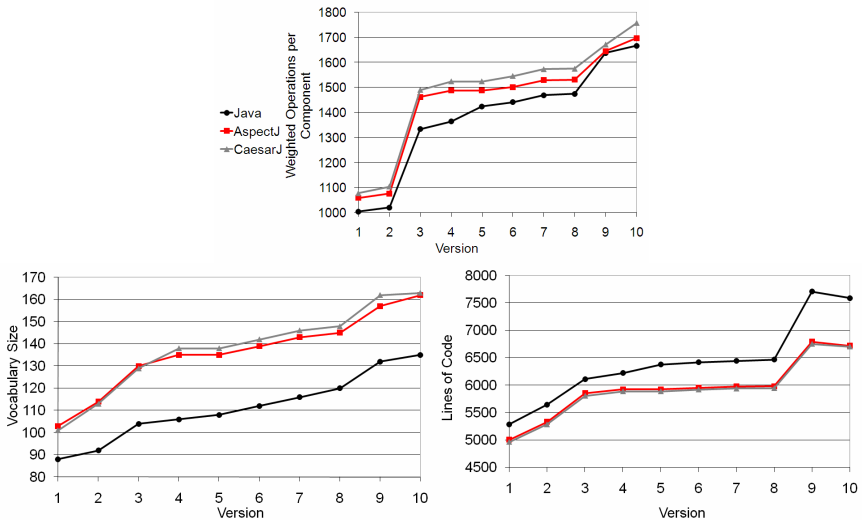 1800
1700
1600
1500
1400
1300
1200
1100
1000
Weighted Operations per
Component
Java
AspectJ
CaesarJ
1 2 3 4 5 6 7 8 9 10
Version
170
160
150
140
130
120
110
100
90
80
Vocabulary Size
1 2 3 4 5 6 7 8 9 10
Version
8000
7500
7000
6500
6000
5500
5000
4500
Lines of Code
1 2 3 4 5 6 7 8 9 10
Version